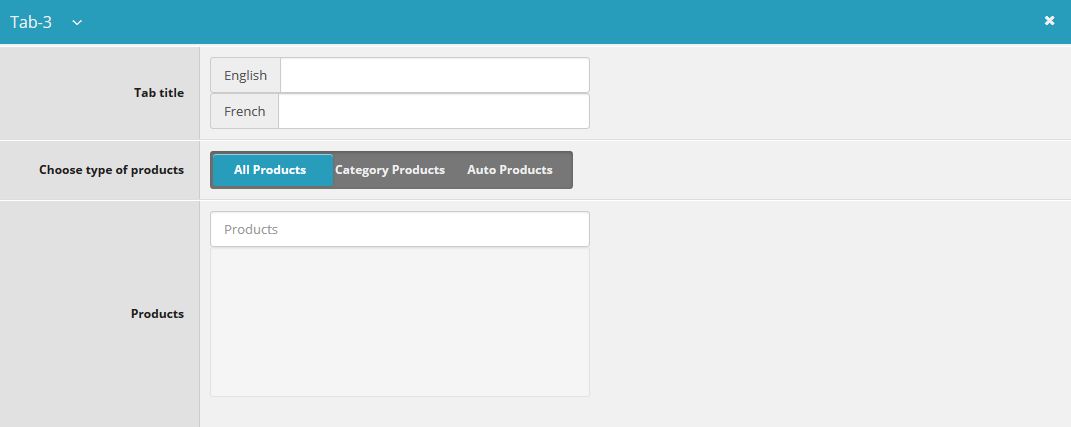 Tab-3
Tab title
English
French
Choose type of products
All Products Category Products Auto Products
Products
Products